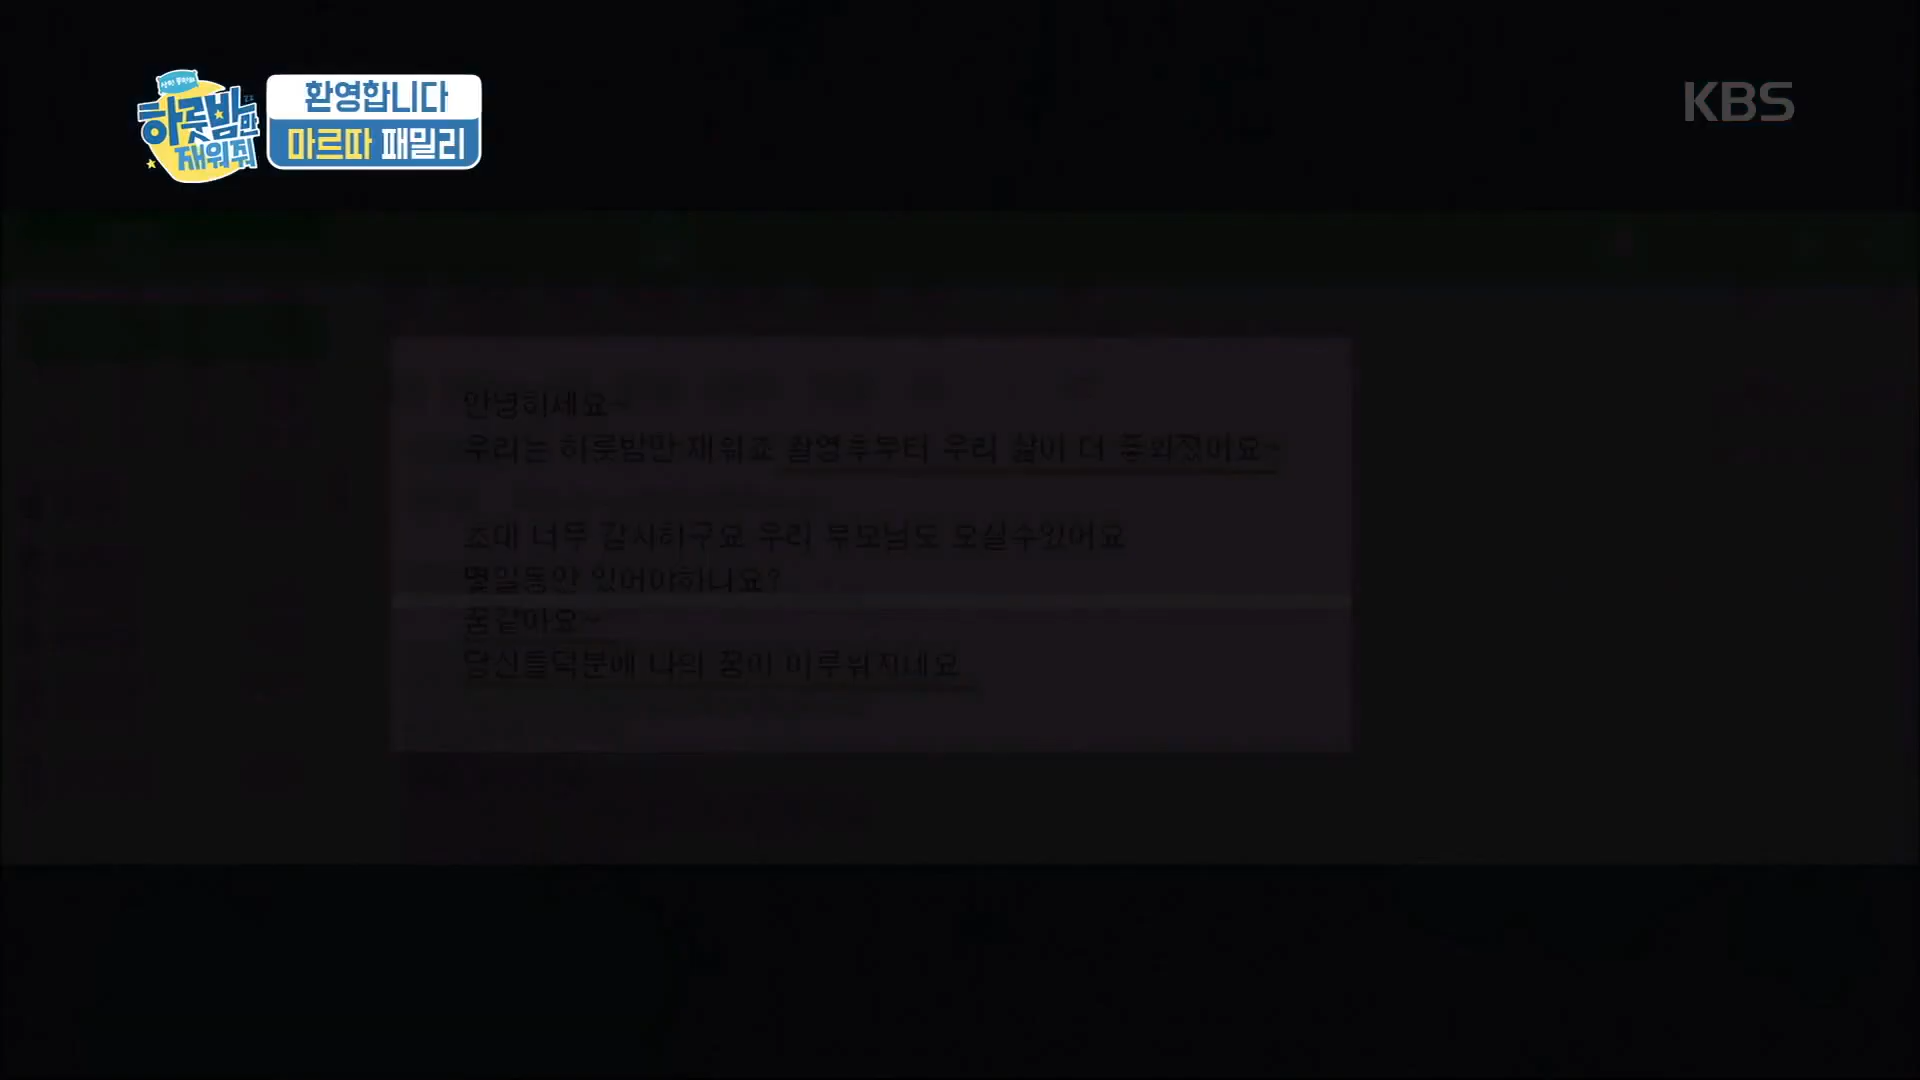 하룻밤만
재워줘
환영합니다
마르따 패밀리
KBS
안녕하세요~
우리는 하룻밤만 재워죠 촬영후부터 우리 삶이 더 좋와졌어요~
초대 너무 감사하구요 우리 부모님도 모실수있어요
몇일동안 있어야하나요?
꿈같아요~
당신들덕분에 나의 꿈이 이루워지네요